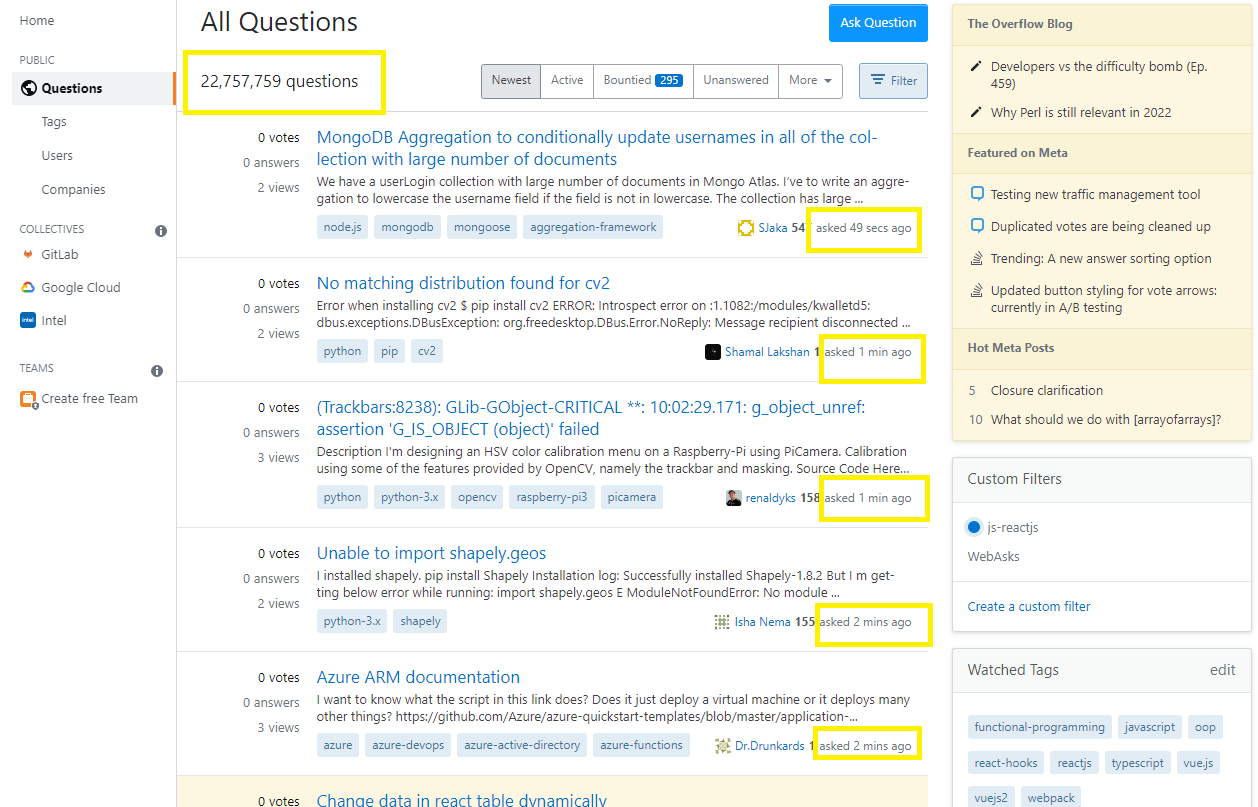 Home
PUBLIC
Questions
Tags
Users
Companies
COLLECTIVES
GitLab
Google Cloud
intel Intel
TEAMS
Create free Team
All Questions
Ask Question
22,757,759 questions
Newest
Active
Bountied 295
Unanswered
More
Filter
0 votes
0 answers
2 views
MongoDB Aggregation to conditionally update usernames in all of the col-
lection with large number of documents
We have a userLogin collection with large number of documents in Mongo Atlas. I've to write an aggre-
gation to lowercase the username field if the field is not in lowercase. The collection has large ...
node.js mongodb mongoose aggregation-framework
SJaka 54 asked 49 secs ago
0 votes
0 answers
2 views
No matching distribution found for cv2
Error when installing cv2 $ pip install cv2 ERROR: Introspect error on :1.1082:/modules/kwalletd5:
dbus.exceptions.DBusException: org.freedesktop.DBus.Error.NoReply: Message recipient disconnected ...
python pip cv2
Shamal Lakshan 1 asked 1 min ago
0 votes
0 answers
3 views
(Trackbars:8238): GLib-GObject-CRITICAL **: 10:02:29.171: g_object_unref:
assertion 'G_IS_OBJECT (object)' failed
Description I'm designing an HSV color calibration menu on a Raspberry-Pi using PiCamera. Calibration
using some of the features provided by OpenCV, namely the trackbar and masking. Source Code Here...
python python-3.x opencv raspberry-pi3 picamera
renaldyks 158 asked 1 min ago
0 votes
0 answers
2 views
Unable to import shapely.geos
I installed shapely. pip install Shapely Installation log: Successfully installed Shapely-1.8.2 But I m get-
ting below error while running: import shapely.geos E ModuleNotFoundError: No module ...
python-3.x shapely
Isha Nema 155 asked 2 mins ago
0 votes
0 answers
3 views
Azure ARM documentation
I want to know what the script in this link does? Does it just deploy a virtual machine or it deploys many
other things? https://github.com/Azure/azure-quickstart-templates/blob/master/application-...
azure azure-devops azure-active-directory azure-functions
Dr.Drunkards 1 asked 2 mins ago
0 votes
Change data in react table dynamically
The Overflow Blog
Developers vs the difficulty bomb (Ep.
459)
Why Perl is still relevant in 2022
Featured on Meta
Testing new traffic management tool
Duplicated votes are being cleaned up
Trending: A new answer sorting option
Updated button styling for vote arrows:
currently in A/B testing
Hot Meta Posts
5 Closure clarification
10 What should we do with [arrayofarrays]?
Custom Filters
js-reactjs
WebAsks
Create a custom filter
Watched Tags edit
functional-programming javascript oop
react-hooks reactjs typescript vue.js
vuejs2 webpack